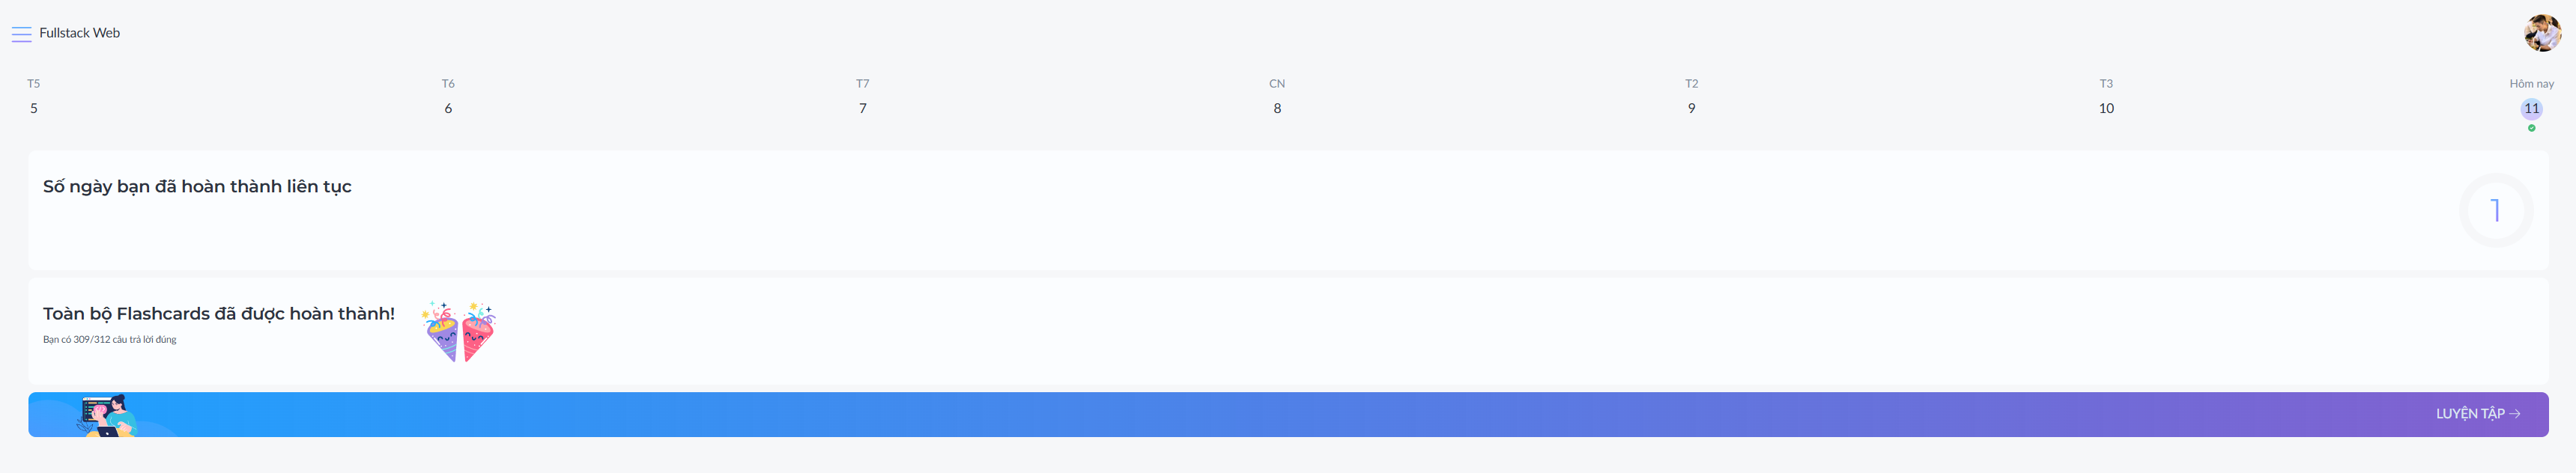 Fullstack Web
T5 T6 T7 CN T2 T3 Hôm nay
5 6 7 8 9 10 11
Số ngày bạn đã hoàn thành liên tục
1
Toàn bộ Flashcards đã được hoàn thành!
Bạn có 309/312 câu trả lời đúng
LUYỆN TẬP →